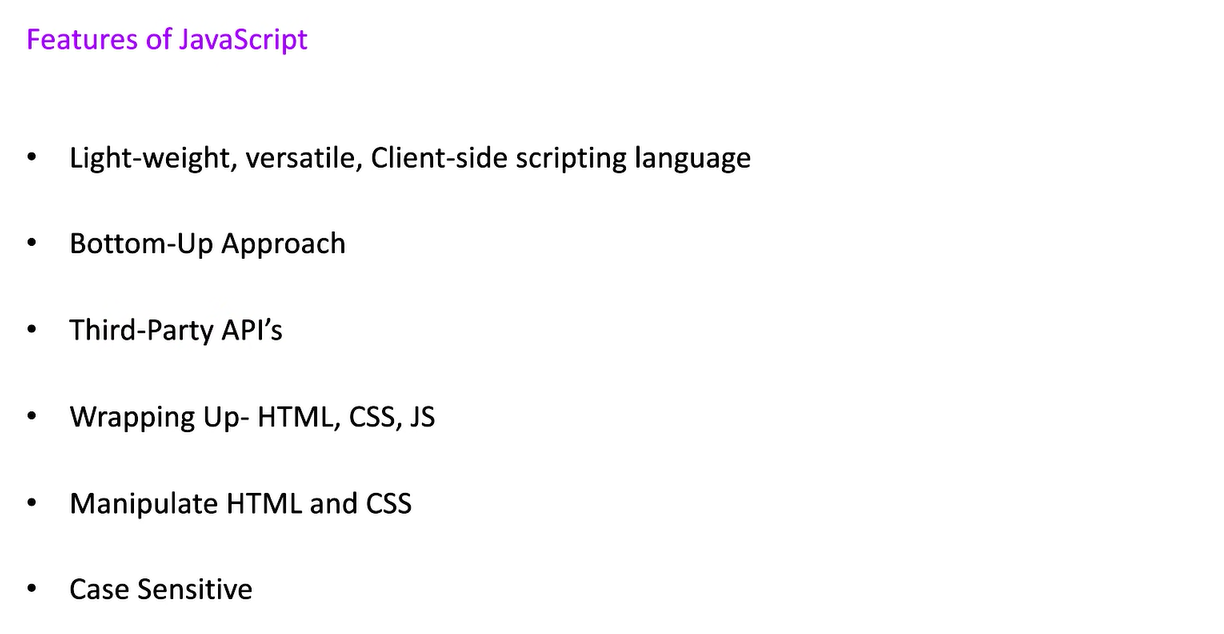 Features of JavaScript
• Light-weight, versatile, Client-side scripting language
• Bottom-Up Approach
• Third-Party API’s
• Wrapping Up- HTML, CSS, JS
• Manipulate HTML and CSS
• Case Sensitive